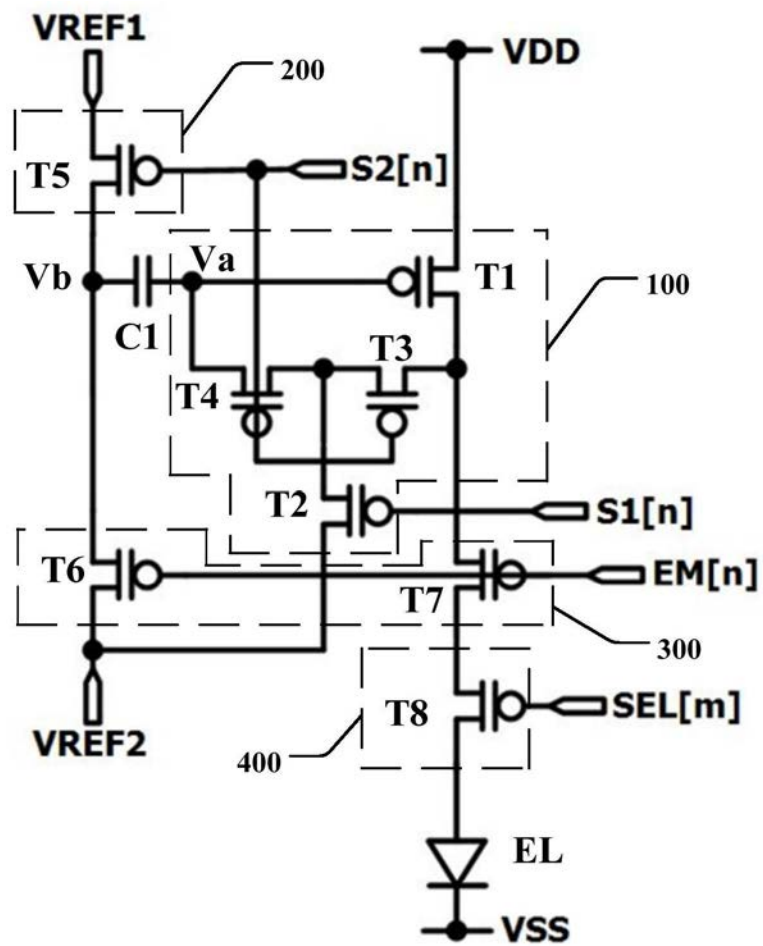 VREF1
VDD
200
T5
S2[n]
Va
Vb
T1
C1
T3
100
T4
T2
S1[n]
T6
EM[n]
T7
300
T8
SEL[m]
VREF2
400
EL
VSS